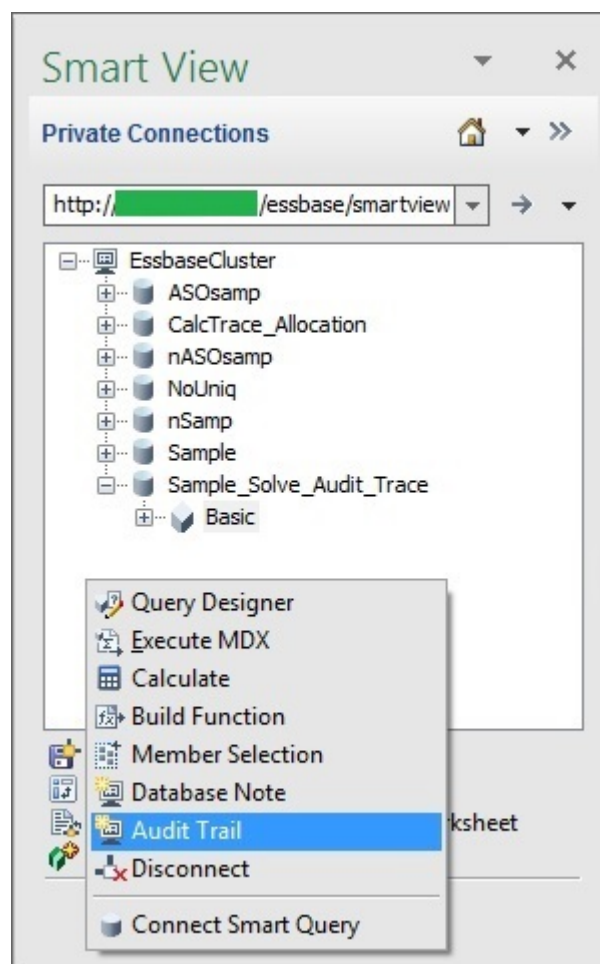 Smart View
Private Connections
http:// /essbase/smartview
EssbaseCluster
ASOsamp
CalcTrace_Allocation
nASOsamp
NoUniq
nSamp
Sample
Sample_Solve_Audit_Trace
Basic
Query Designer
Execute MDX
Calculate
Build Function
Member Selection
Database Note
Audit Trail
rksheet
Disconnect
Connect Smart Query